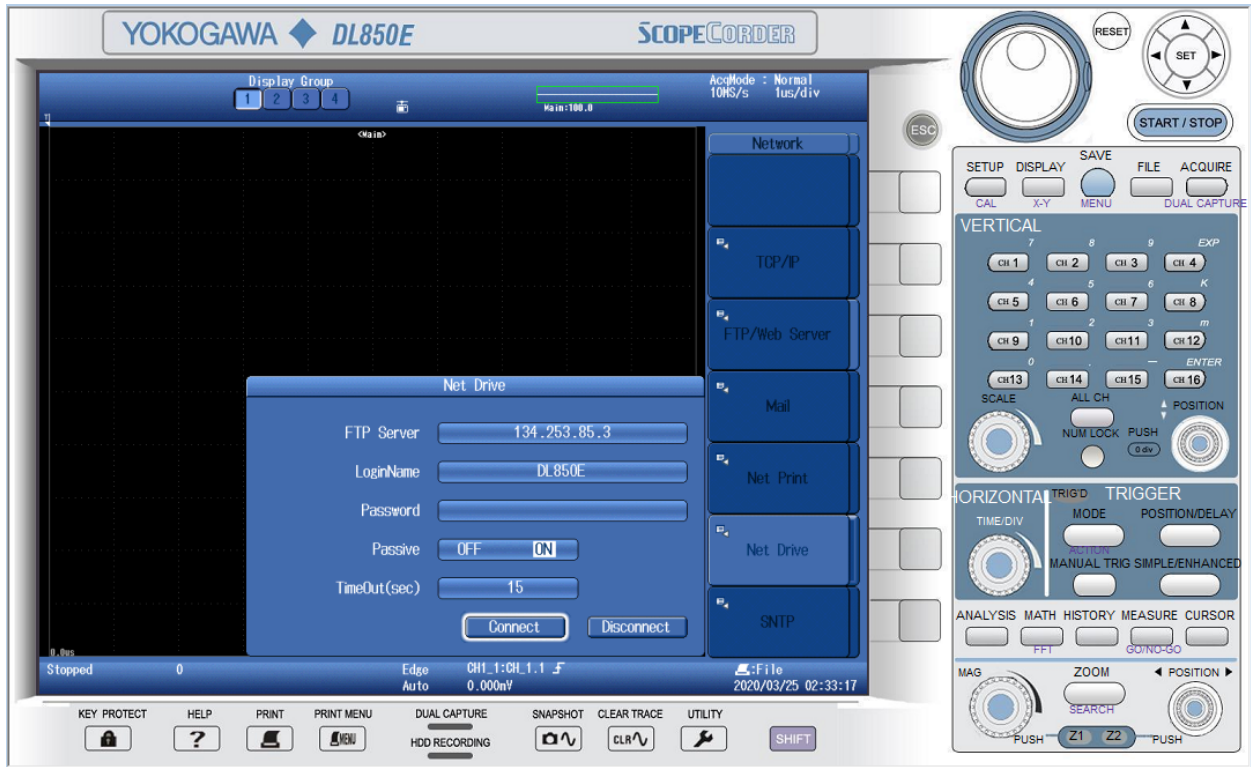 YOKOGAWA DL850E SCOPECORDER
RESET
SET
START / STOP
ESC
Display Group
1 2 3 4
Main:100.0
AcqMode : Normal
10MS/s 1us/div
<Main>
Network
TCP/IP
FTP/Web Server
Mail
Net Print
Net Drive
SNTP
Net Drive
FTP Server 134.253.85.3
LoginName DL850E
Password
Passive OFF ON
TimeOut(sec) 15
Connect Disconnect
0.0us
Stopped 0
Edge CH1_1:CH_1.1
Auto 0.000mV
:File
2020/03/25 02:33:17
KEY PROTECT HELP PRINT PRINT MENU DUAL CAPTURE SNAPSHOT CLEAR TRACE UTILITY
? MENU HDD RECORDING CLR SHIFT
SETUP DISPLAY SAVE FILE ACQUIRE
CAL X-Y MENU DUAL CAPTURE
VERTICAL
7 8 9 EXP
CH 1 CH 2 CH 3 CH 4
4 5 6 K
CH 5 CH 6 CH 7 CH 8
1 2 3 m
CH 9 CH10 CH11 CH12
0 . — ENTER
CH13 CH14 CH15 CH16
SCALE ALL CH POSITION
NUM LOCK PUSH
0 div
HORIZONTAL TRIG'D TRIGGER
TIME/DIV MODE POSITION/DELAY
ACTION
MANUAL TRIG SIMPLE/ENHANCED
ANALYSIS MATH HISTORY MEASURE CURSOR
FFT GO/NO-GO
MAG ZOOM POSITION
SEARCH
PUSH Z1 Z2 PUSH